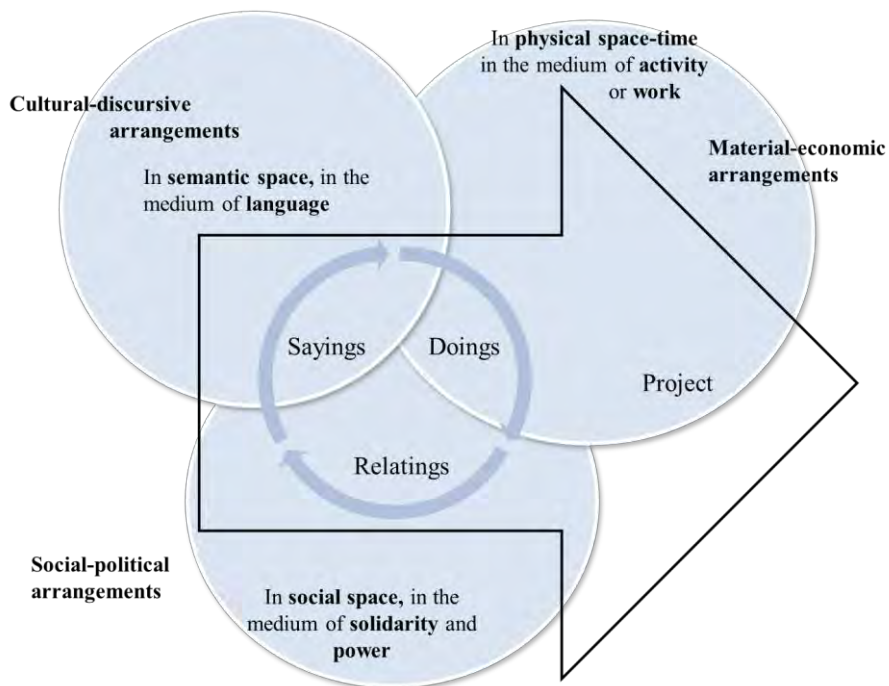 In physical space-time
in the medium of activity
or work
Cultural-discursive
arrangements
Material-economic
arrangements
In semantic space, in the
medium of language
Sayings
Doings
Project
Relatings
Social-political
arrangements
In social space, in the
medium of solidarity and
power